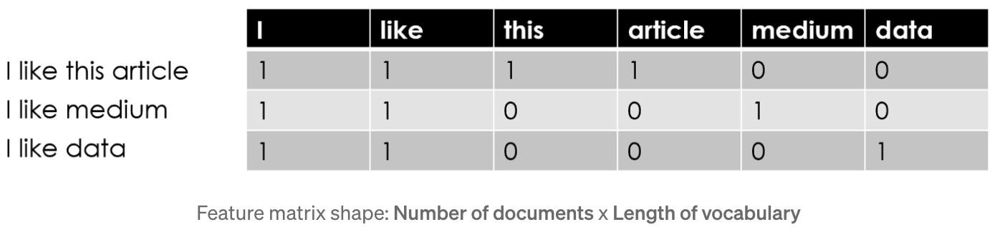 I like this article medium data
I like this article 1 1 1 1 0 0
I like medium 1 1 0 0 1 0
I like data 1 1 0 0 0 1
Feature matrix shape: Number of documents x Length of vocabulary